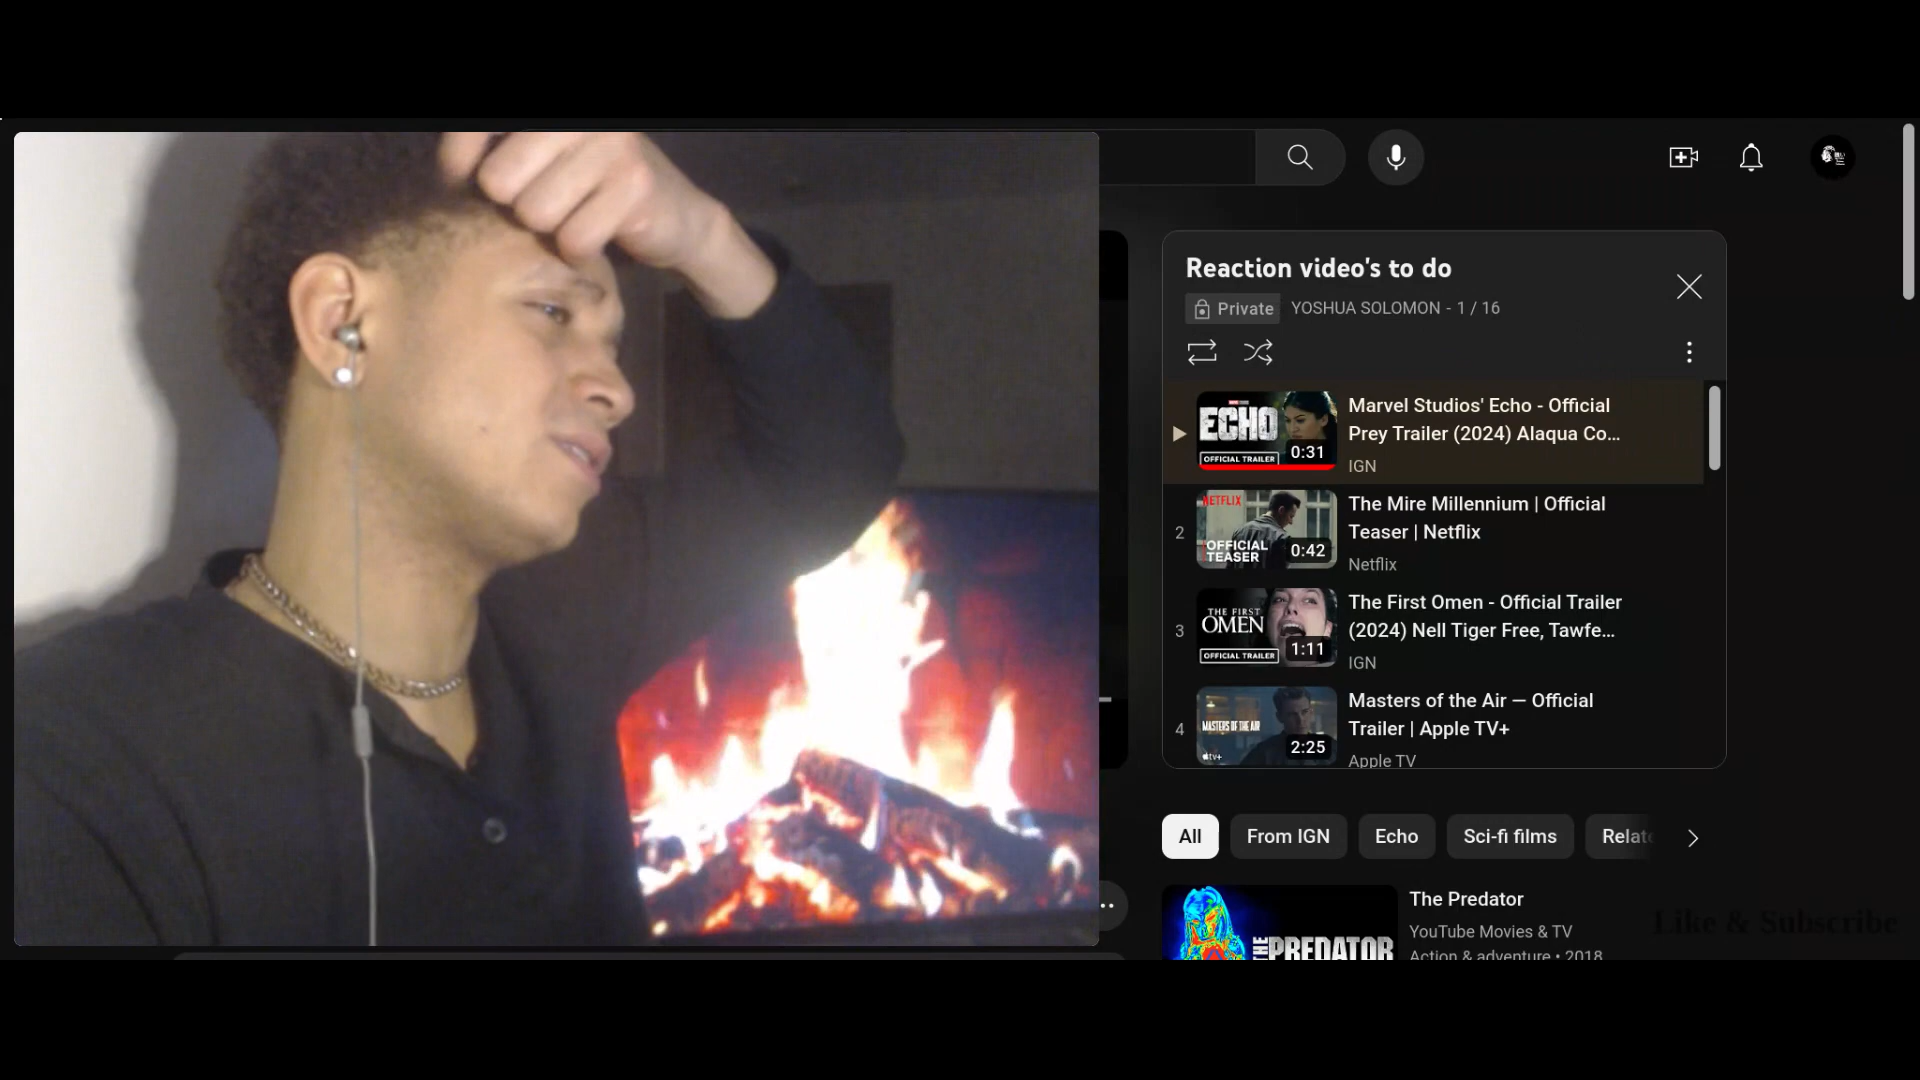 Reaction video's to do
Private YOSHUA SOLOMON - 1 / 16
ECHO
OFFICIAL TRAILER
0:31
Marvel Studios' Echo - Official
Prey Trailer (2024) Alaqua Co...
IGN
2
NETFLIX
OFFICIAL
TEASER
0:42
The Mire Millennium | Official
Teaser | Netflix
Netflix
3
THE FIRST
OMEN
OFFICIAL TRAILER
1:11
The First Omen - Official Trailer
(2024) Nell Tiger Free, Tawfe...
IGN
4
MASTERS OF THE AIR
tv+
2:25
Masters of the Air — Official
Trailer | Apple TV+
Apple TV
All From IGN Echo Sci-fi films Relate
THE PREDATOR
The Predator
YouTube Movies & TV
Action & adventure • 2018
Like & Subscribe